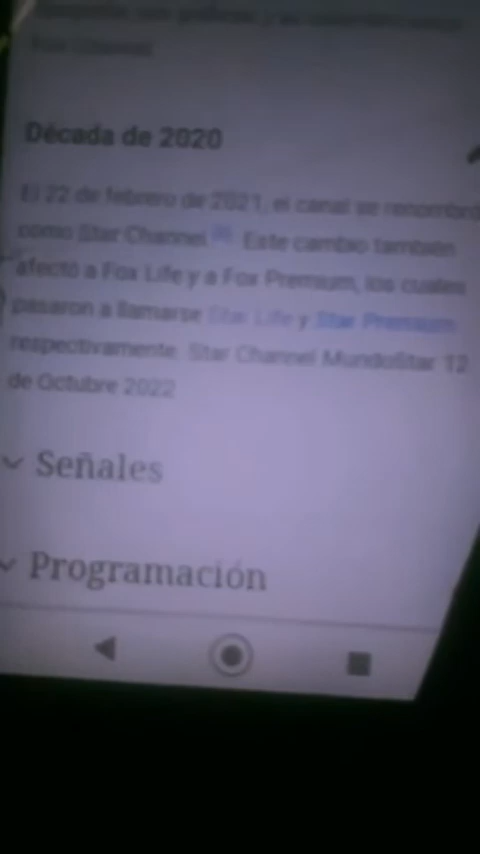 Década de 2020
El 22 de febrero de 2021, el canal se renombró
como Star Channel. Este cambio también
afectó a Fox Life y a Fox Premium, los cuales
pasaron a llamarse Star Life y Star Premium
respectivamente. Star Channel MunduStar 12
de Octubre 2022
Señales
Programación